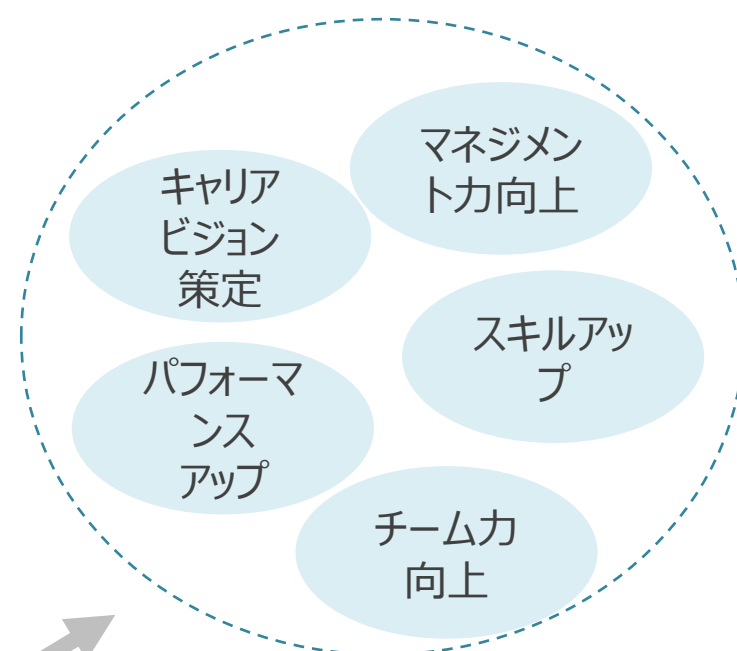 マネジメン
ト力向上
キャリア
ビジョン
策定
スキルアッ
プ
パフォーマ
ンス
アップ
チーム力
向上